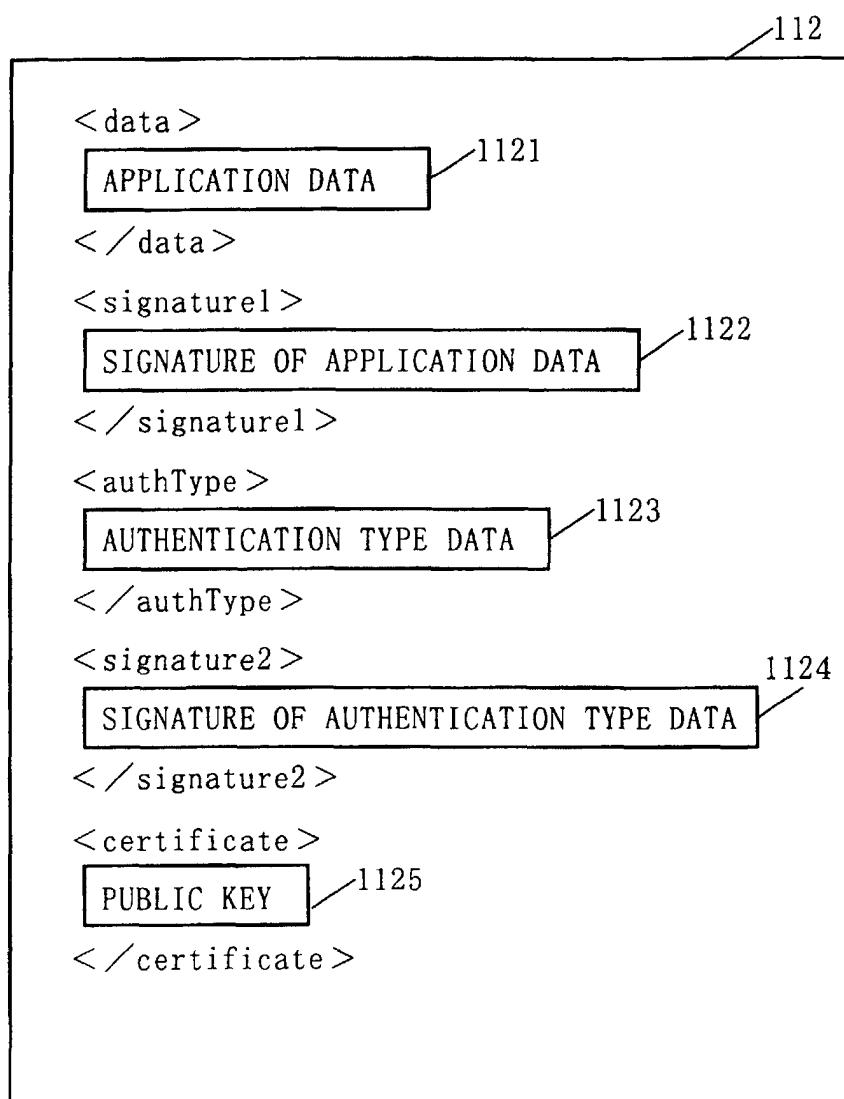 112
<data>
1121
APPLICATION DATA
</data>
<signature1>
1122
SIGNATURE OF APPLICATION DATA
</signature1>
<authType>
1123
AUTHENTICATION TYPE DATA
</authType>
<signature2>
1124
SIGNATURE OF AUTHENTICATION TYPE DATA
</signature2>
<certificate>
1125
PUBLIC KEY
</certificate>